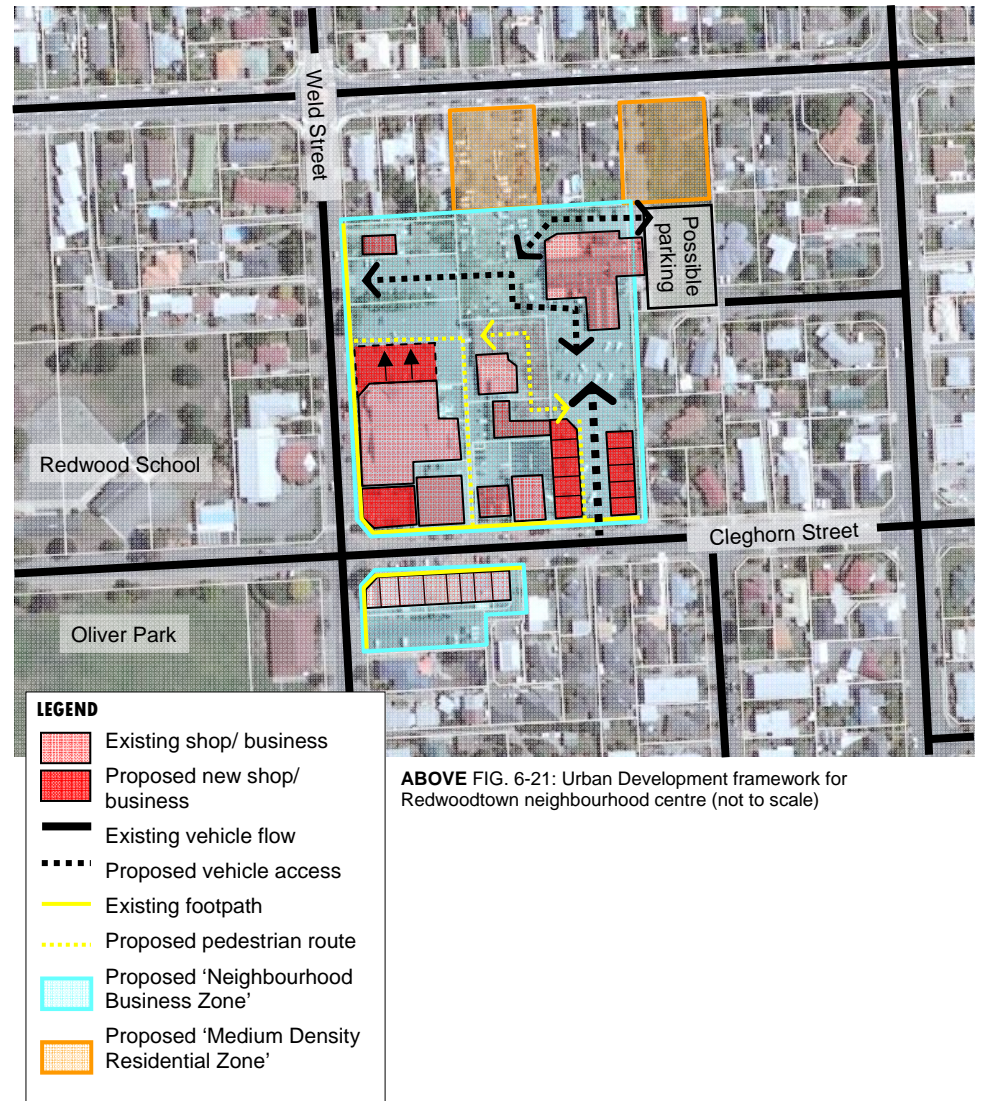 Weld Street
Possible
parking
Redwood School
Cleghorn Street
Oliver Park
LEGEND
Existing shop/ business
Proposed new shop/
business
Existing vehicle flow
Proposed vehicle access
Existing footpath
Proposed pedestrian route
Proposed ‘Neighbourhood
Business Zone’
Proposed ‘Medium Density
Residential Zone’
ABOVE FIG. 6-21: Urban Development framework for
Redwoodtown neighbourhood centre (not to scale)